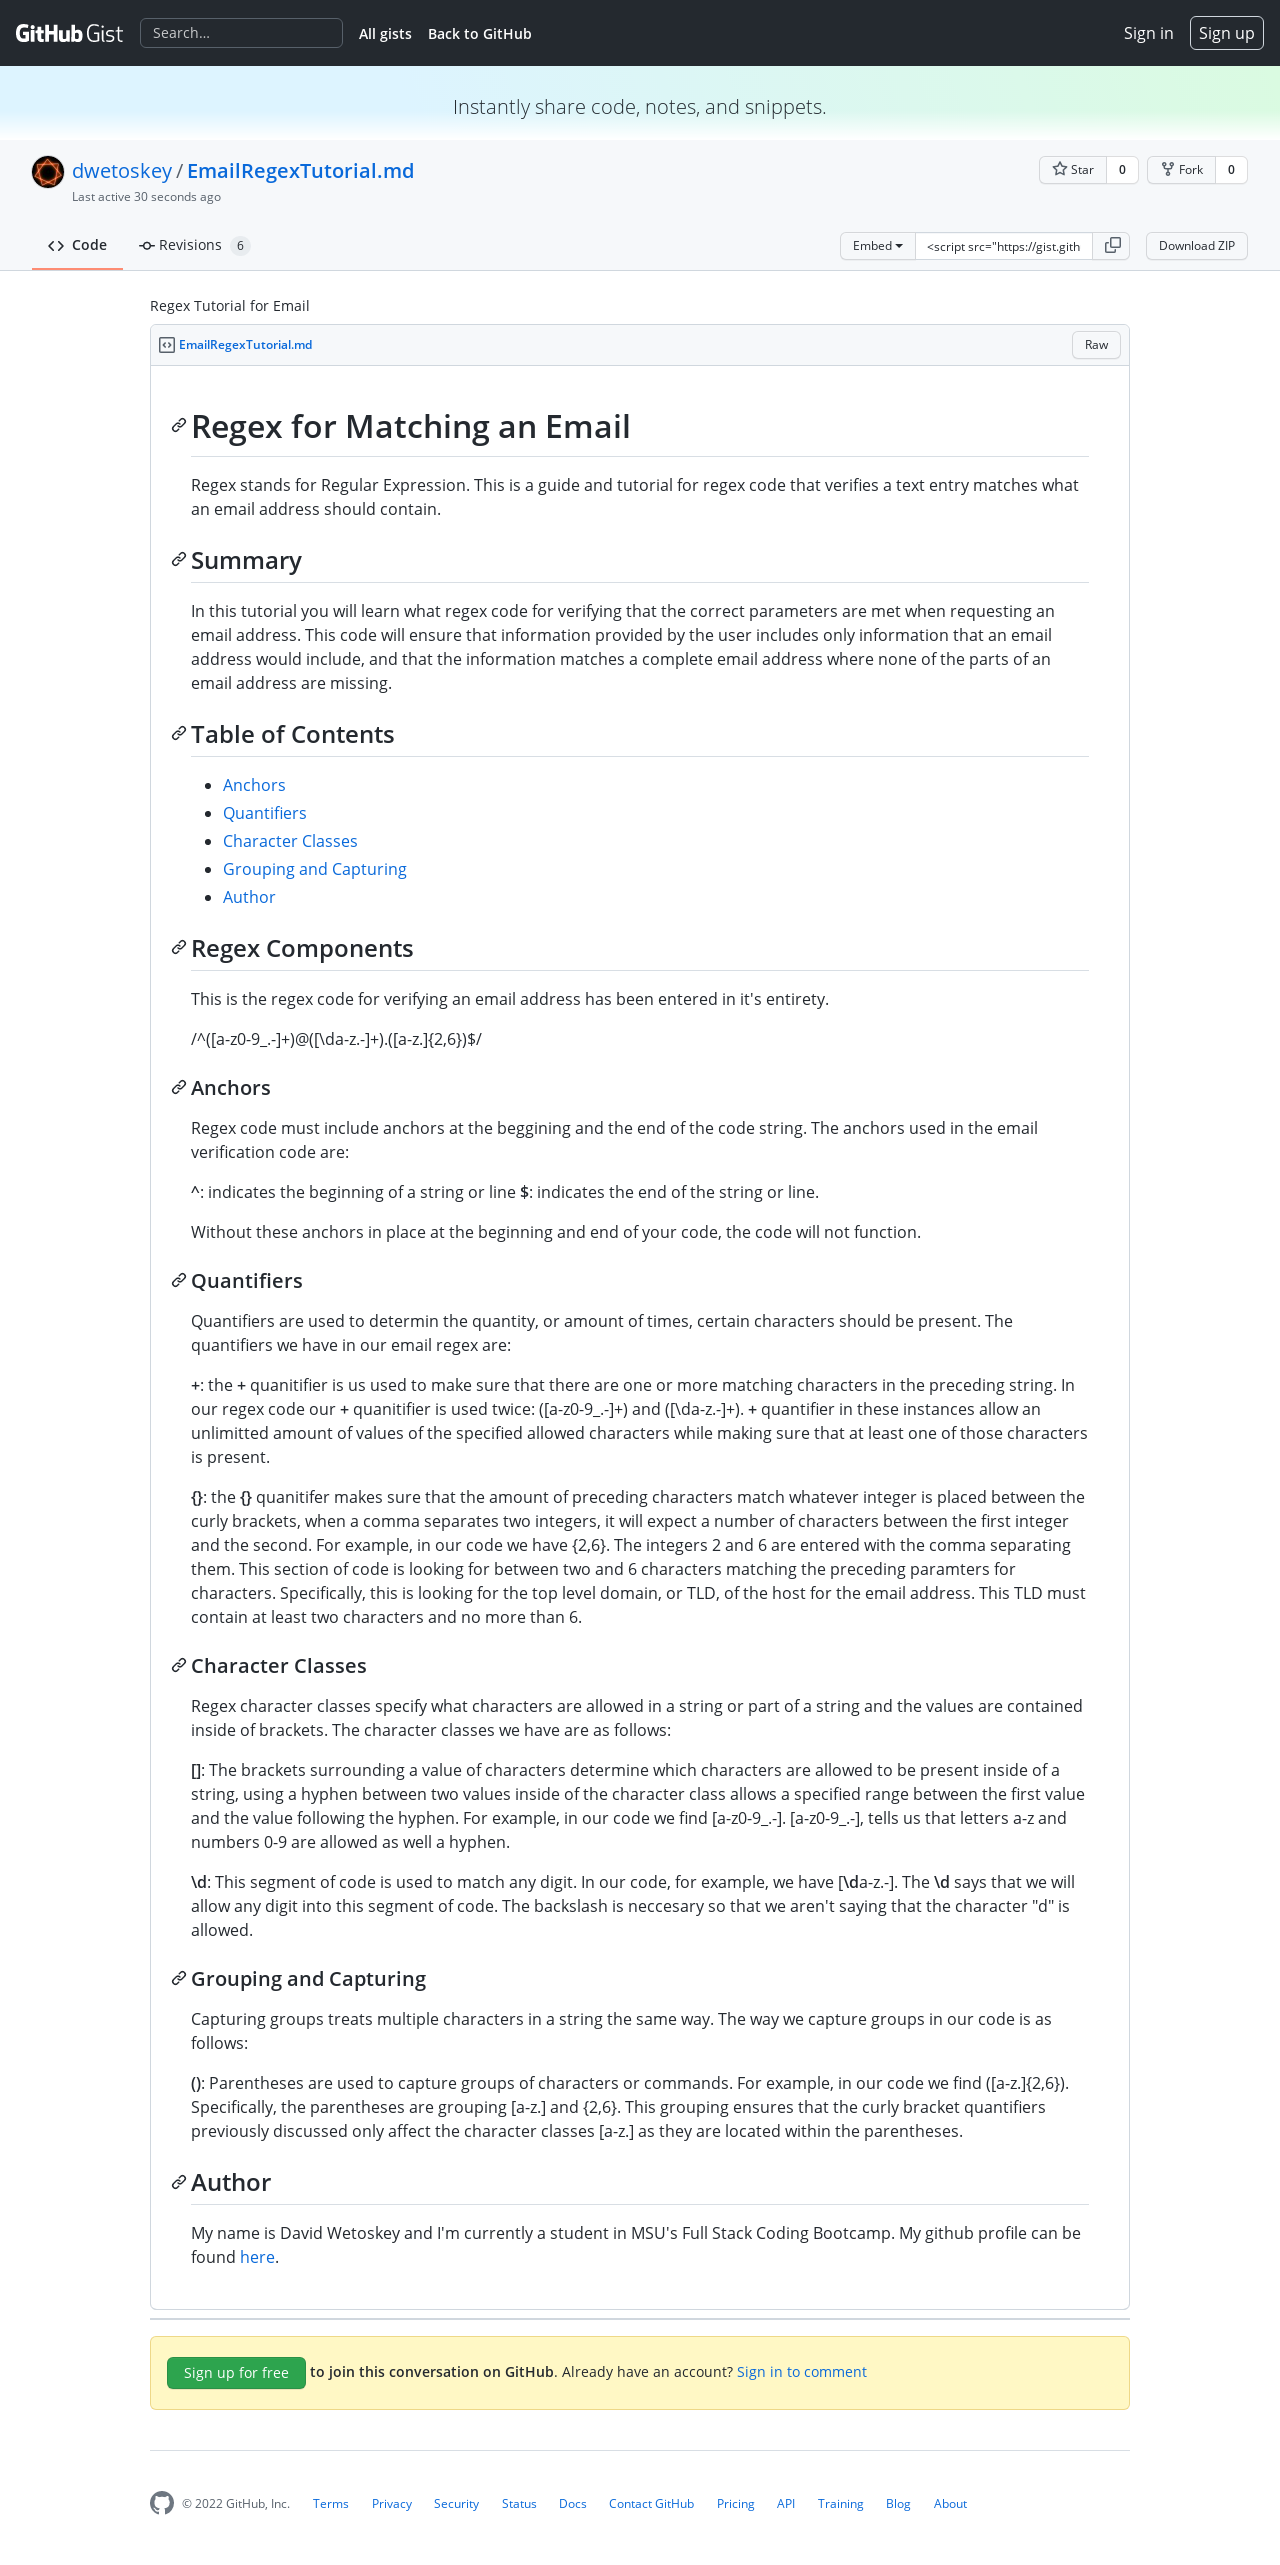 GitHub Gist
Search...
All gists
Back to GitHub
Sign in
Sign up
Instantly share code, notes, and snippets.
dwetoskey / EmailRegexTutorial.md
Last active 30 seconds ago
Star 0
Fork 0
Code
Revisions 6
Embed
<script src="https://gist.gith
Download ZIP
Regex Tutorial for Email
EmailRegexTutorial.md
Raw
Regex for Matching an Email
Regex stands for Regular Expression. This is a guide and tutorial for regex code that verifies a text entry matches what
an email address should contain.
Summary
In this tutorial you will learn what regex code for verifying that the correct parameters are met when requesting an
email address. This code will ensure that information provided by the user includes only information that an email
address would include, and that the information matches a complete email address where none of the parts of an
email address are missing.
Table of Contents
Anchors
Quantifiers
Character Classes
Grouping and Capturing
Author
Regex Components
This is the regex code for verifying an email address has been entered in it's entirety.
/^([a-z0-9_.-]+)@([\da-z.-]+).([a-z.]{2,6})$/
Anchors
Regex code must include anchors at the beggining and the end of the code string. The anchors used in the email
verification code are:
^: indicates the beginning of a string or line $: indicates the end of the string or line.
Without these anchors in place at the beginning and end of your code, the code will not function.
Quantifiers
Quantifiers are used to determin the quantity, or amount of times, certain characters should be present. The
quantifiers we have in our email regex are:
+: the + quanitifier is us used to make sure that there are one or more matching characters in the preceding string. In
our regex code our + quanitifier is used twice: ([a-z0-9_.-]+) and ([\da-z.-]+). + quantifier in these instances allow an
unlimitted amount of values of the specified allowed characters while making sure that at least one of those characters
is present.
{}: the {} quanitifer makes sure that the amount of preceding characters match whatever integer is placed between the
curly brackets, when a comma separates two integers, it will expect a number of characters between the first integer
and the second. For example, in our code we have {2,6}. The integers 2 and 6 are entered with the comma separating
them. This section of code is looking for between two and 6 characters matching the preceding paramters for
characters. Specifically, this is looking for the top level domain, or TLD, of the host for the email address. This TLD must
contain at least two characters and no more than 6.
Character Classes
Regex character classes specify what characters are allowed in a string or part of a string and the values are contained
inside of brackets. The character classes we have are as follows:
[]: The brackets surrounding a value of characters determine which characters are allowed to be present inside of a
string, using a hyphen between two values inside of the character class allows a specified range between the first value
and the value following the hyphen. For example, in our code we find [a-z0-9_.-]. [a-z0-9_.-], tells us that letters a-z and
numbers 0-9 are allowed as well a hyphen.
\d: This segment of code is used to match any digit. In our code, for example, we have [\da-z.-]. The \d says that we will
allow any digit into this segment of code. The backslash is neccesary so that we aren't saying that the character "d" is
allowed.
Grouping and Capturing
Capturing groups treats multiple characters in a string the same way. The way we capture groups in our code is as
follows:
(): Parentheses are used to capture groups of characters or commands. For example, in our code we find ([a-z.]{2,6}).
Specifically, the parentheses are grouping [a-z.] and {2,6}. This grouping ensures that the curly bracket quantifiers
previously discussed only affect the character classes [a-z.] as they are located within the parentheses.
Author
My name is David Wetoskey and I'm currently a student in MSU's Full Stack Coding Bootcamp. My github profile can be
found here.
Sign up for free to join this conversation on GitHub. Already have an account? Sign in to comment
© 2022 GitHub, Inc.
Terms
Privacy
Security
Status
Docs
Contact GitHub
Pricing
API
Training
Blog
About